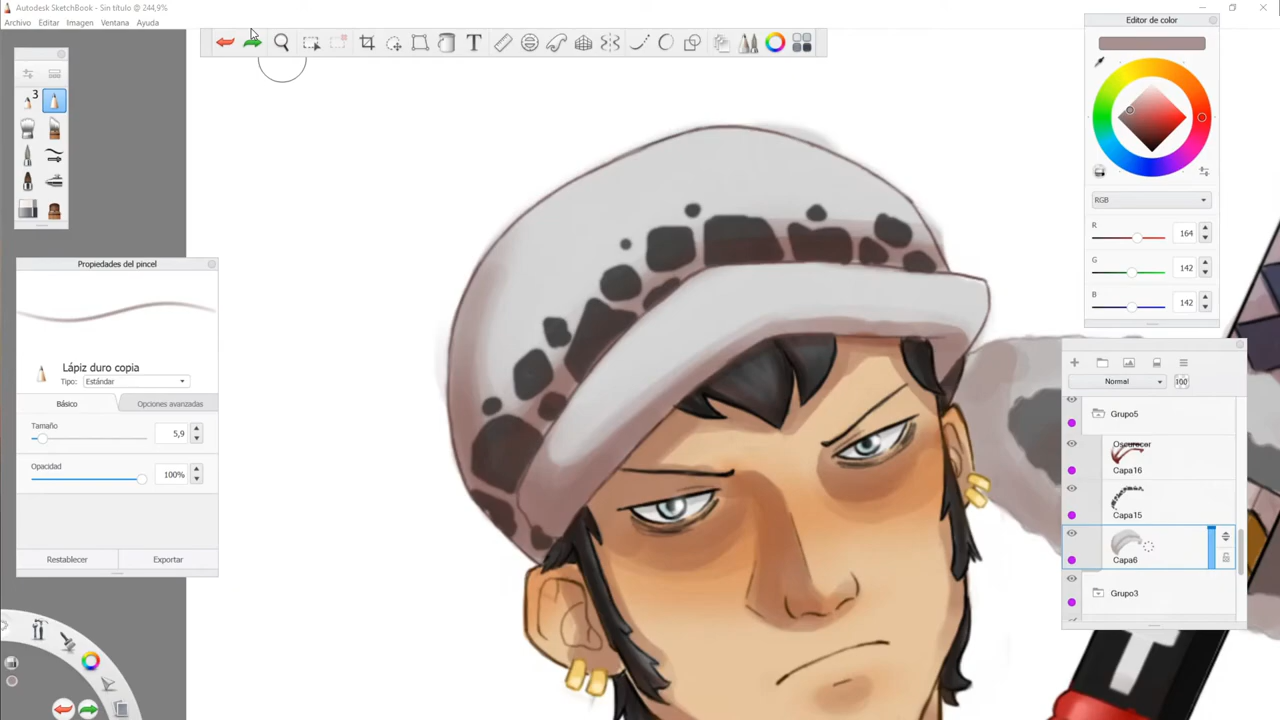 Autodesk SketchBook - Sin título @ 244,9%
Archivo Editar Imagen Ventana Ayuda
T
3
Propiedades del pincel
Lápiz duro copia
Tipo: Estándar
Básico Opciones avanzadas
Tamaño
5,9
Opacidad
100%
Restablecer Exportar
Editor de color
RGB
R
164
G
142
B
142
Normal 100
Grupo5
Oscurecer
Capa16
Capa15
Capa6
Grupo3